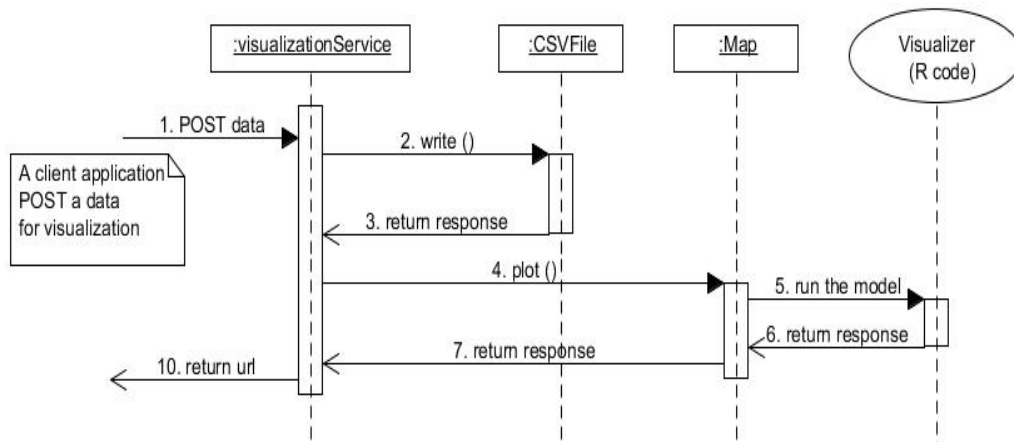 :visualizationService
:CSVFile
:Map
Visualizer
(R code)
1. POST data
A client application
POST a data
for visualization
2. write ()
3. return response
4. plot ()
5. run the model
6. return response
7. return response
10. return url